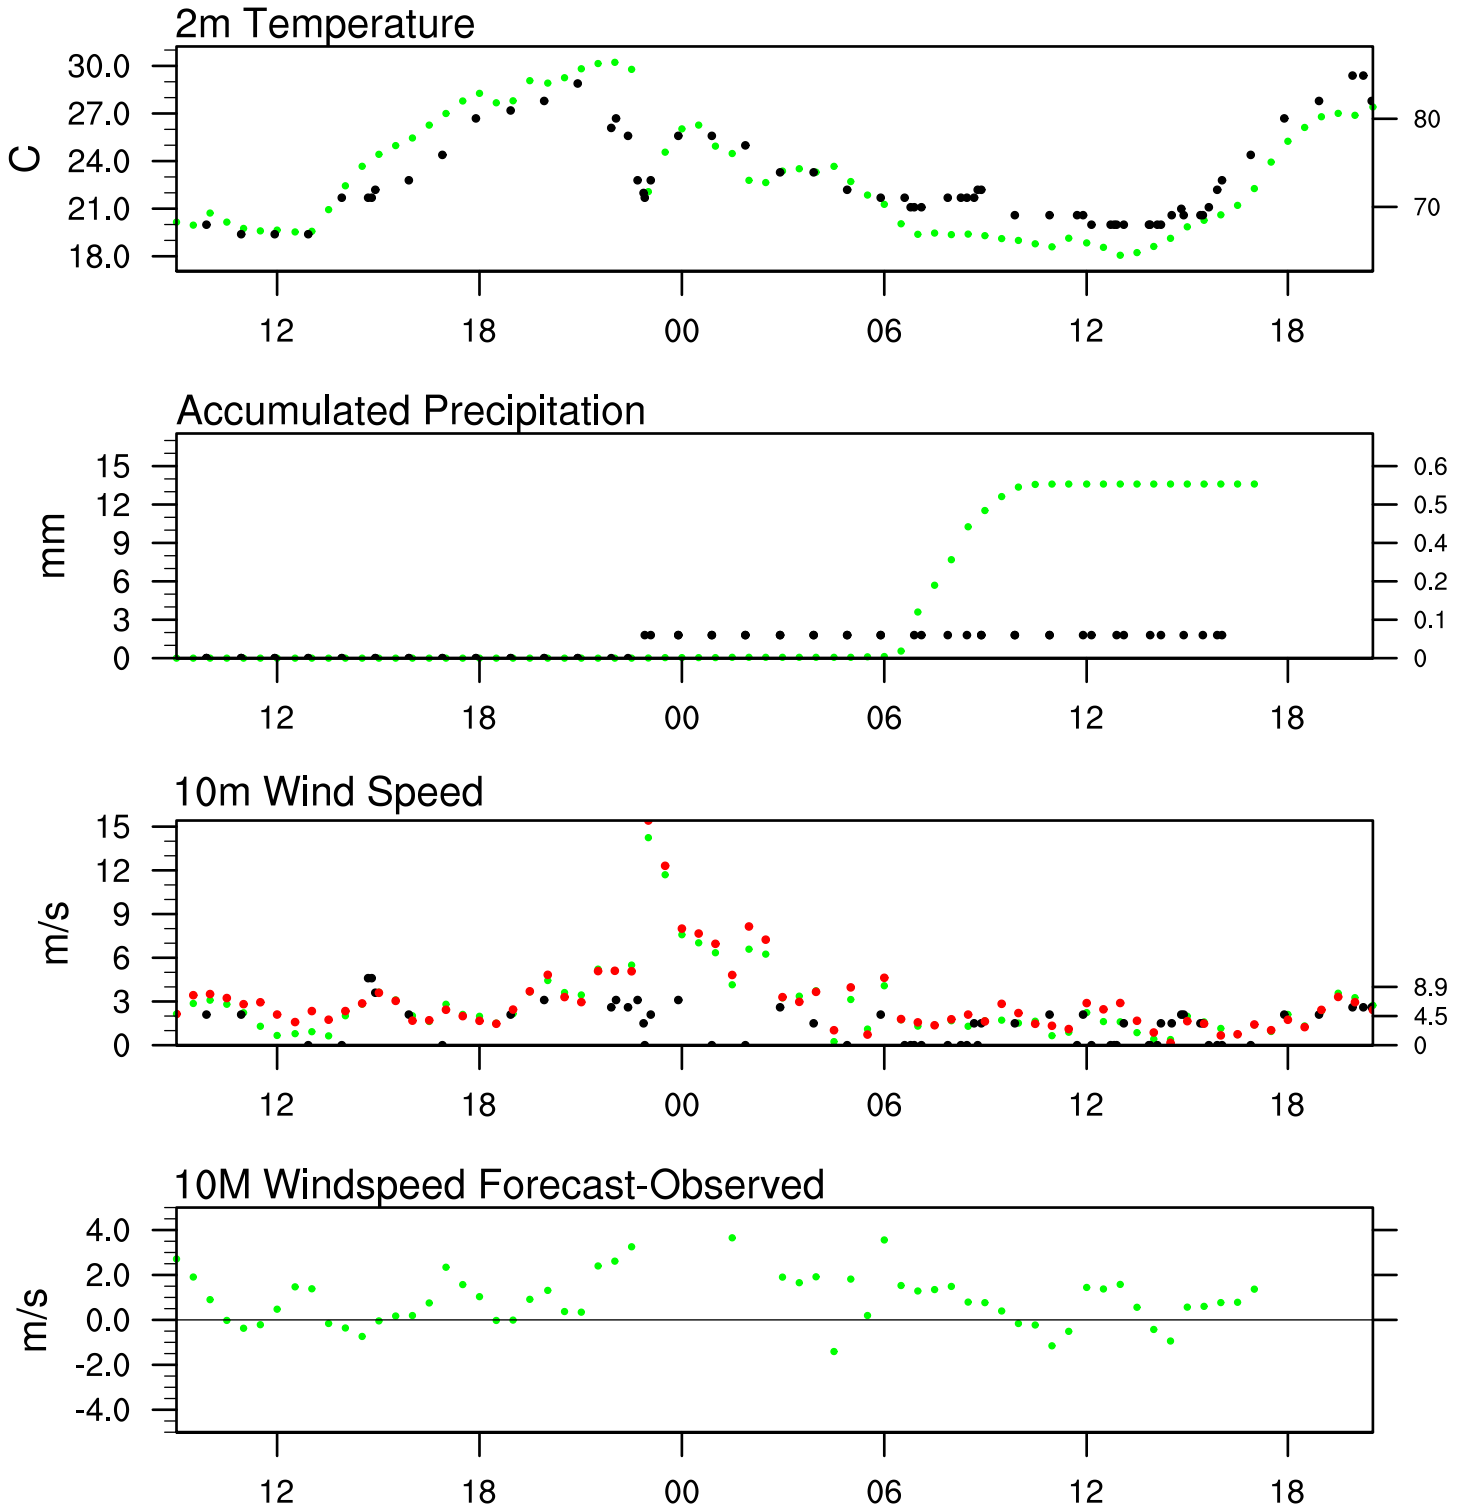 2m Temperature
30.0
27.0 80
24.0
C
21.0 70
18.0
12 18 00 06 12 18
Accumulated Precipitation
15 0.6
12 0.5
9 0.4
mm
6 0.2
3 0.1
0 0
12 18 00 06 12 18
10m Wind Speed
15
12
9
m/s
6
3 8.9
4.5
0 0
12 18 00 06 12 18
10M Windspeed Forecast-Observed
4.0
2.0
0.0
m/s
-2.0
-4.0
12 18 00 06 12 18